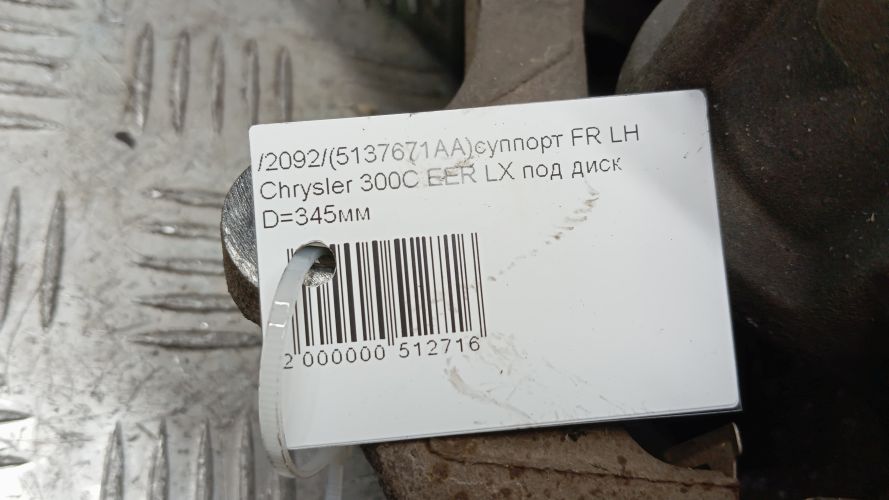 /2092/(5137671AA)суппорт FR LH
Chrysler 300C EER LX под диск
D=345мм
2 000000 512716